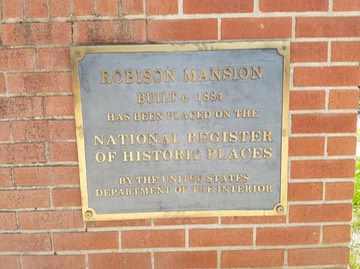 ROBISON MANSION
BUILT c. 1884
HAS BEEN PLACED ON THE
NATIONAL REGISTER
OF HISTORIC PLACES
BY THE UNITED STATES
DEPARTMENT OF THE INTERIOR